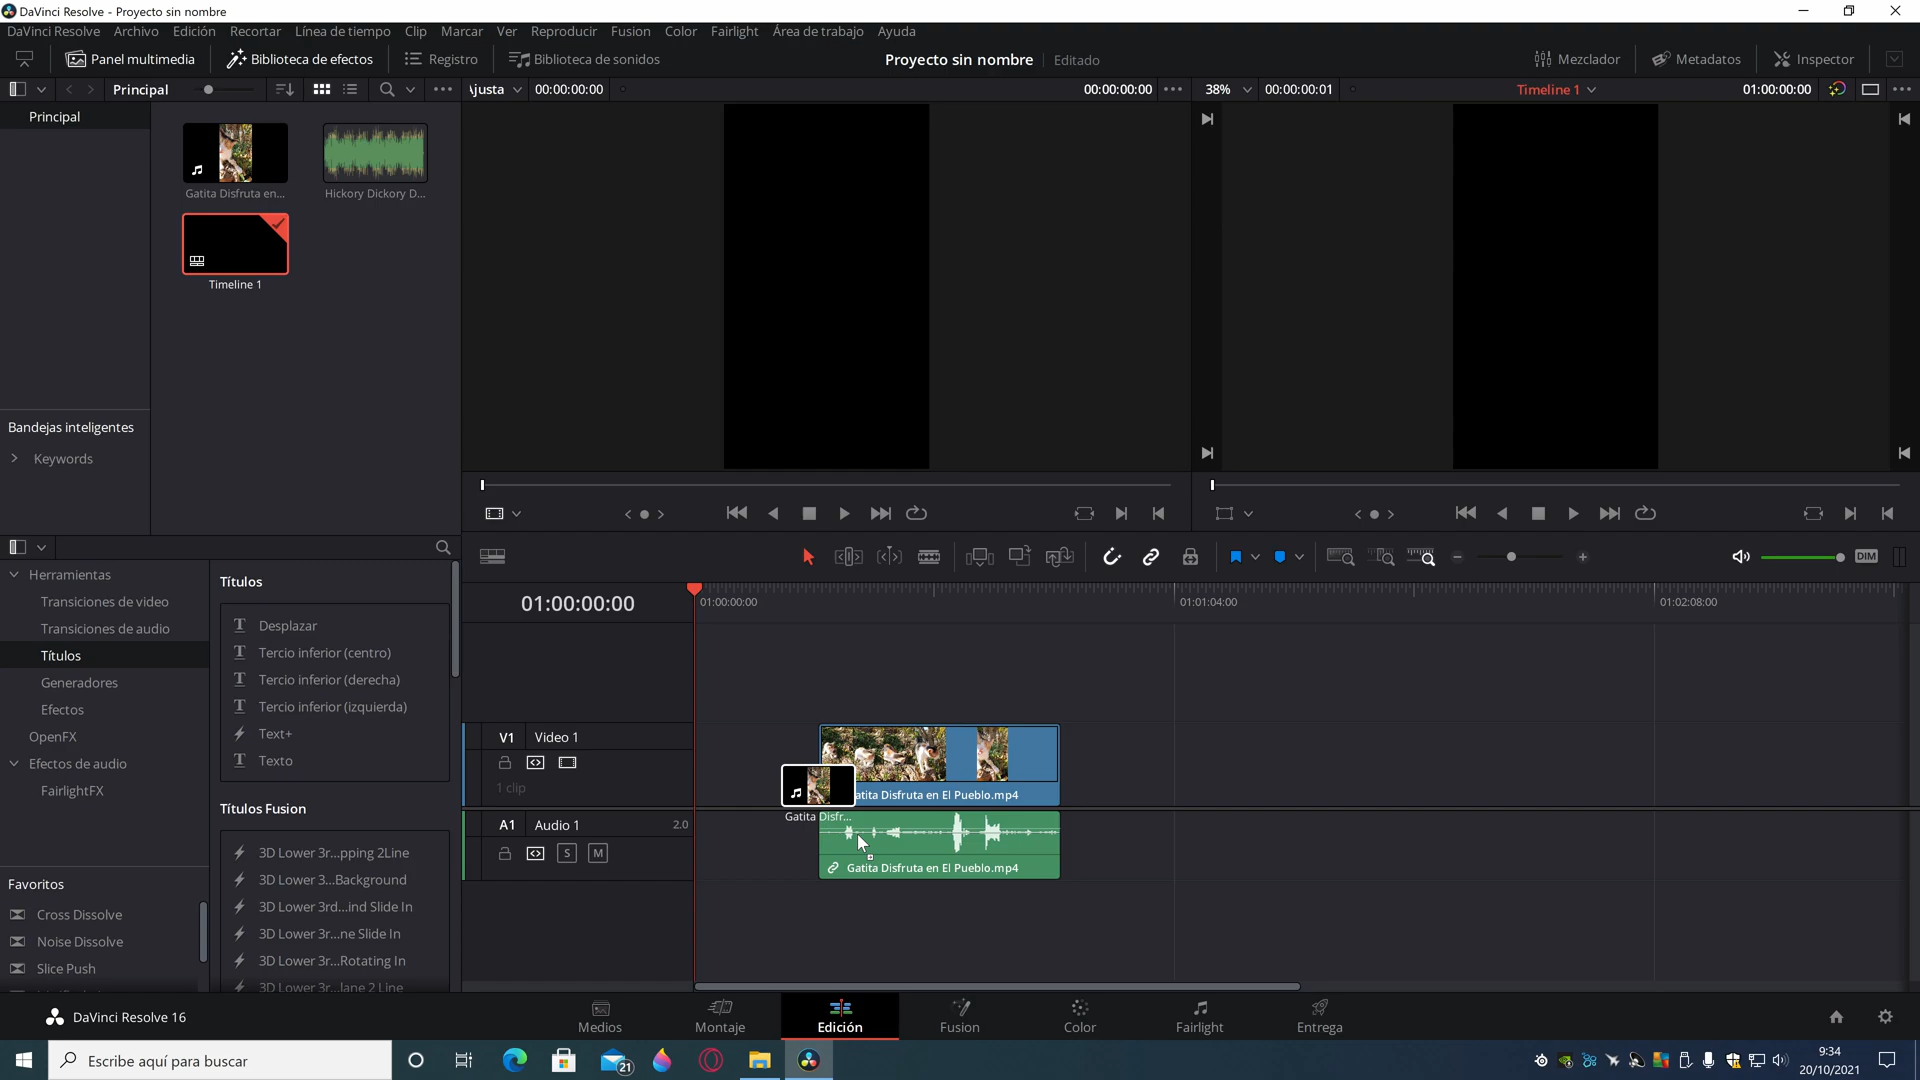 DaVinci Resolve - Proyecto sin nombre
DaVinci Resolve Archivo Edición Recortar Línea de tiempo Clip Marcar Ver Reproducir Fusion Color Fairlight Área de trabajo Ayuda
Panel multimedia Biblioteca de efectos Registro Biblioteca de sonidos Proyecto sin nombre Editado Mezclador Metadatos Inspector
Principal Ajusta 00:00:00:00 00:00:00:00 38% 00:00:00:01 Timeline 1 01:00:00:00
Principal
Gatita Disfruta en... Hickory Dickory D...
Timeline 1
Bandejas inteligentes
Keywords
Herramientas
Transiciones de video
Transiciones de audio
Títulos
Generadores
Efectos
OpenFX
Efectos de audio
FairlightFX
Favoritos
Cross Dissolve
Noise Dissolve
Slice Push
Títulos
Desplazar
Tercio inferior (centro)
Tercio inferior (derecha)
Tercio inferior (izquierda)
Text+
Texto
Títulos Fusion
3D Lower 3r...pping 2Line
3D Lower 3...Background
3D Lower 3rd...ind Slide In
3D Lower 3r...ne Slide In
3D Lower 3r...Rotating In
3D Lower 3r...lane 2 Line
DIM
01:00:00:00 01:00:00:00 01:01:04:00 01:02:08:00
V1 Video 1
1 clip
atita Disfruta en El Pueblo.mp4
Gatita Disfr...
A1 Audio 1 2.0
S M
Gatita Disfruta en El Pueblo.mp4
DaVinci Resolve 16 Medios Montaje Edición Fusion Color Fairlight Entrega
Escribe aquí para buscar 21
9:34
20/10/2021